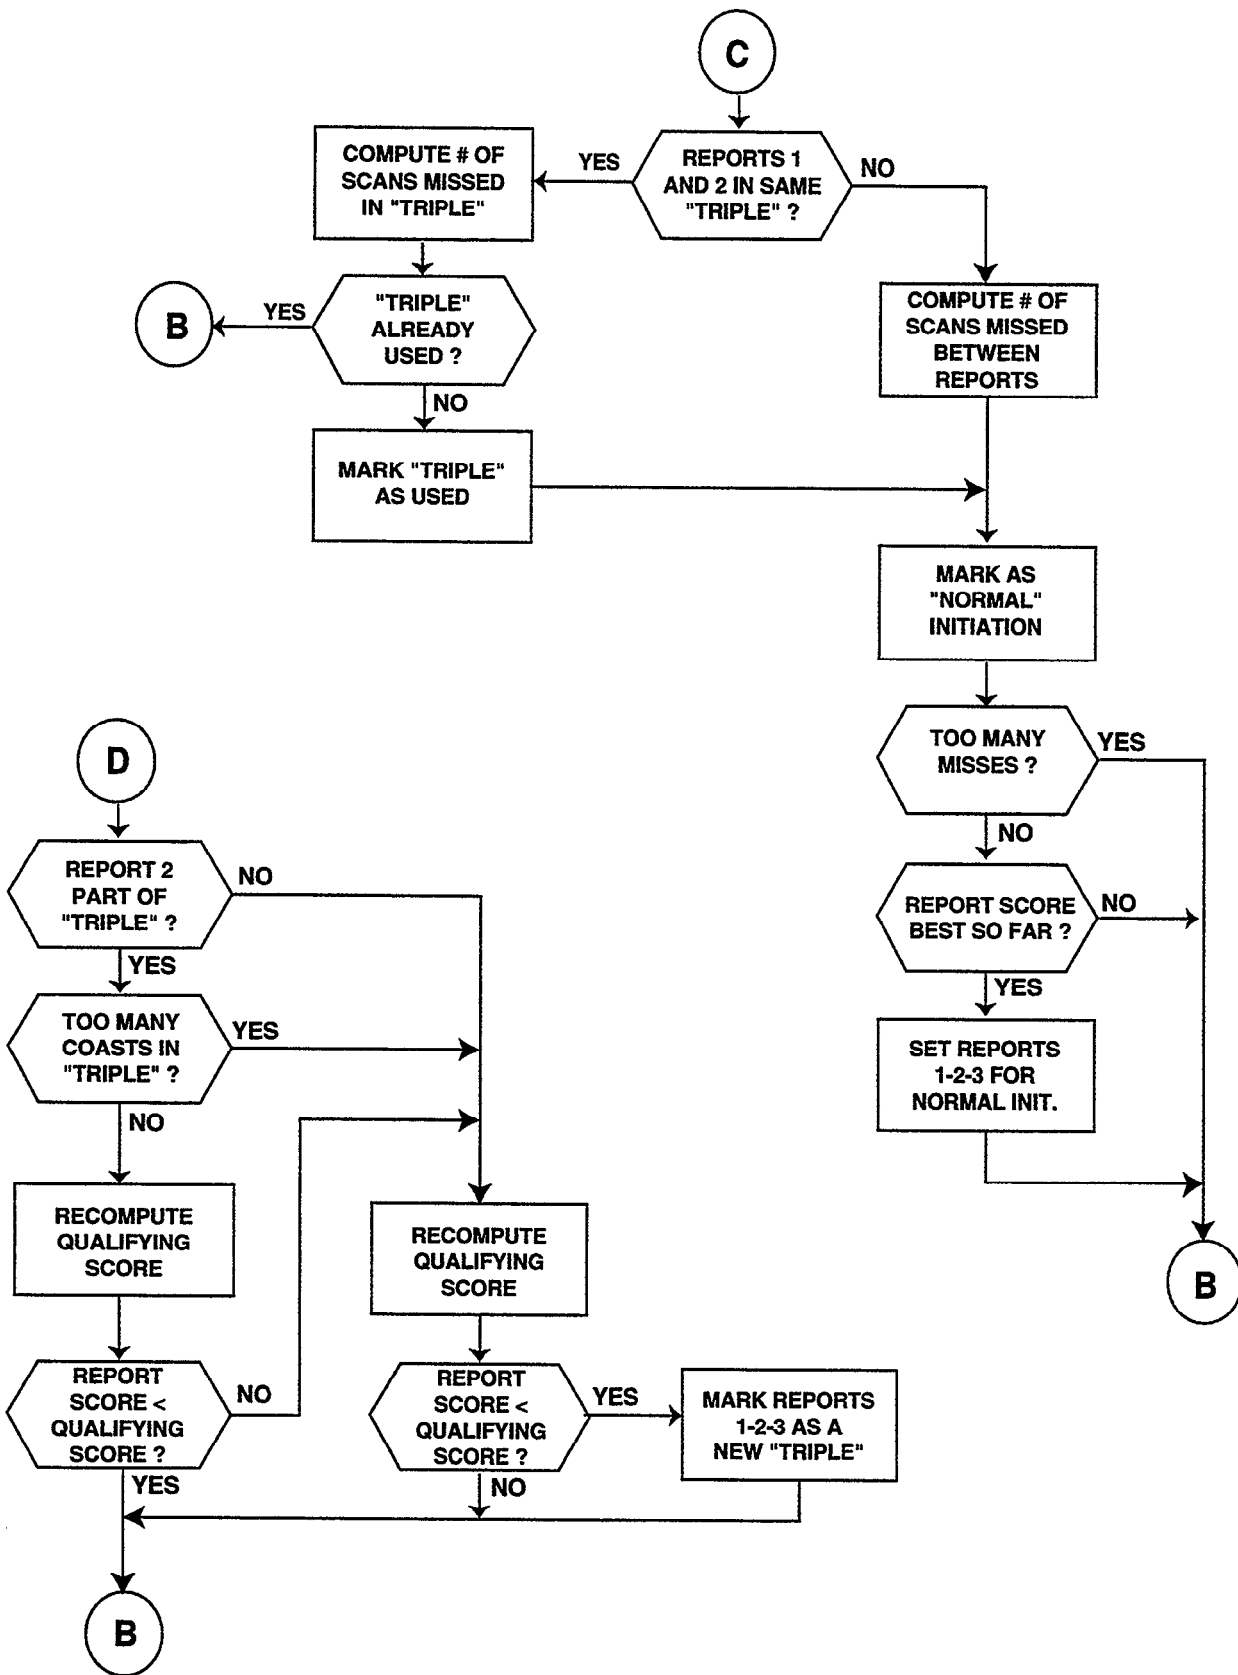 C
REPORTS 1
AND 2 IN SAME
"TRIPLE" ?
YES
NO
COMPUTE # OF
SCANS MISSED
IN "TRIPLE"
"TRIPLE"
ALREADY
USED ?
YES
B
NO
MARK "TRIPLE"
AS USED
COMPUTE # OF
SCANS MISSED
BETWEEN
REPORTS
MARK AS
"NORMAL"
INITIATION
TOO MANY
MISSES ?
YES
NO
REPORT SCORE
BEST SO FAR ?
NO
YES
SET REPORTS
1-2-3 FOR
NORMAL INIT.
B
D
REPORT 2
PART OF
"TRIPLE" ?
NO
YES
TOO MANY
COASTS IN
"TRIPLE" ?
YES
NO
RECOMPUTE
QUALIFYING
SCORE
REPORT
SCORE <
QUALIFYING
SCORE ?
NO
YES
RECOMPUTE
QUALIFYING
SCORE
REPORT
SCORE <
QUALIFYING
SCORE ?
YES
NO
MARK REPORTS
1-2-3 AS A
NEW "TRIPLE"
B